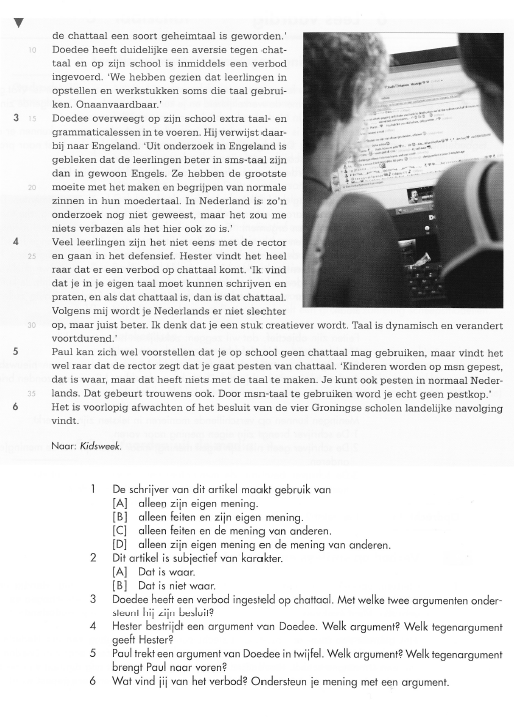 de chattaal een soort geheimtaal is geworden.'
10 Doedee heeft duidelijke een aversie tegen chat-
taal en op zijn school is inmiddels een verbod
ingevoerd. 'We hebben gezien dat leerlingen in
opstellen en werkstukken soms die taal gebrui-
ken. Onaanvaardbaar.'
3 15 Doedee overweegt op zijn school extra taal- en
grammaticalessen in te voeren. Hij verwijst daar-
bij naar Engeland. 'Uit onderzoek in Engeland is
gebleken dat de leerlingen beter in sms-taal zijn
dan in gewoon Engels. Ze hebben de grootste
20 moeite met het maken en begrijpen van normale
zinnen in hun moedertaal. In Nederland is zo'n
onderzoek nog niet geweest, maar het zou me
niets verbazen als het hier ook zo is.'
4 Veel leerlingen zijn het niet eens met de rector
25 en gaan in het defensief. Hester vindt het heel
raar dat er een verbod op chattaal komt. 'Ik vind
dat je in je eigen taal moet kunnen schrijven en
praten, en als dat chattaal is, dan is dat chattaal.
Volgens mij wordt je Nederlands er niet slechter
30 op, maar juist beter. Ik denk dat je een stuk creatiever wordt. Taal is dynamisch en verandert
voortdurend.'
5 Paul kan zich wel voorstellen dat je op school geen chattaal mag gebruiken, maar vindt het
wel raar dat de rector zegt dat je gaat pesten van chattaal. 'Kinderen worden op msn gepest,
dat is waar, maar dat heeft niets met de taal te maken. Je kunt ook pesten in normaal Neder-
35 lands. Dat gebeurt trouwens ook. Door msn-taal te gebruiken word je echt geen pestkop.'
6 Het is voorlopig afwachten of het besluit van de vier Groningse scholen landelijke navolging
vindt.
Naar: Kidsweek.
1 De schrijver van dit artikel maakt gebruik van
[A] alleen zijn eigen mening.
[B] alleen feiten en zijn eigen mening.
[C] alleen feiten en de mening van anderen.
[D] alleen zijn eigen mening en de mening van anderen.
2 Dit artikel is subjectief van karakter.
[A] Dat is waar.
[B] Dat is niet waar.
3 Doedee heeft een verbod ingesteld op chattaal. Met welke twee argumenten onder-
steunt hij zijn besluit?
4 Hester bestrijdt een argument van Doedee. Welk argument? Welk tegenargument
geeft Hester?
5 Paul trekt een argument van Doedee in twijfel. Welk argument? Welk tegenargument
brengt Paul naar voren?
6 Wat vind jij van het verbod? Ondersteun je mening met een argument.